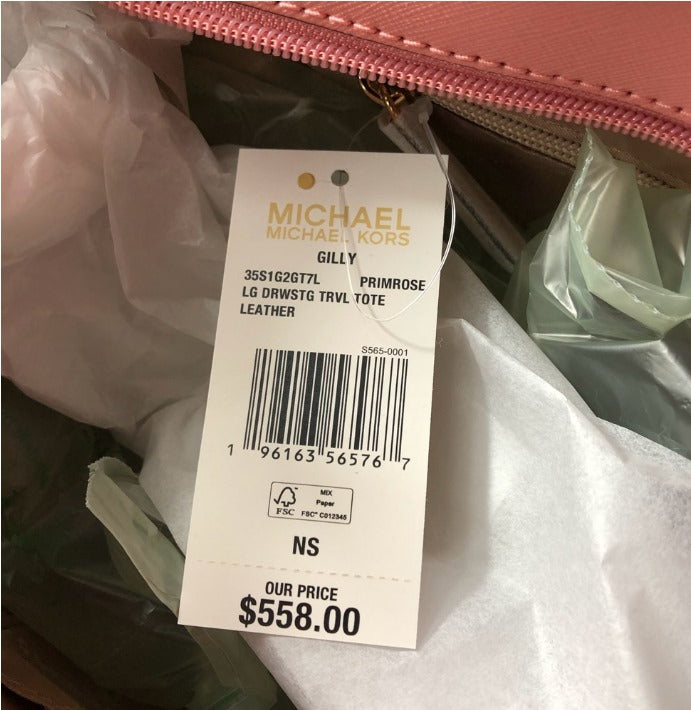 MICHAEL
MICHAEL KORS
GILLY
35S1G2GT7L PRIMROSE
LG DRWSTG TRVL TOTE
LEATHER
S565-0001
1 96163 56576 7
FSC
MIX
Paper
FSC® C012345
NS
OUR PRICE
$558.00